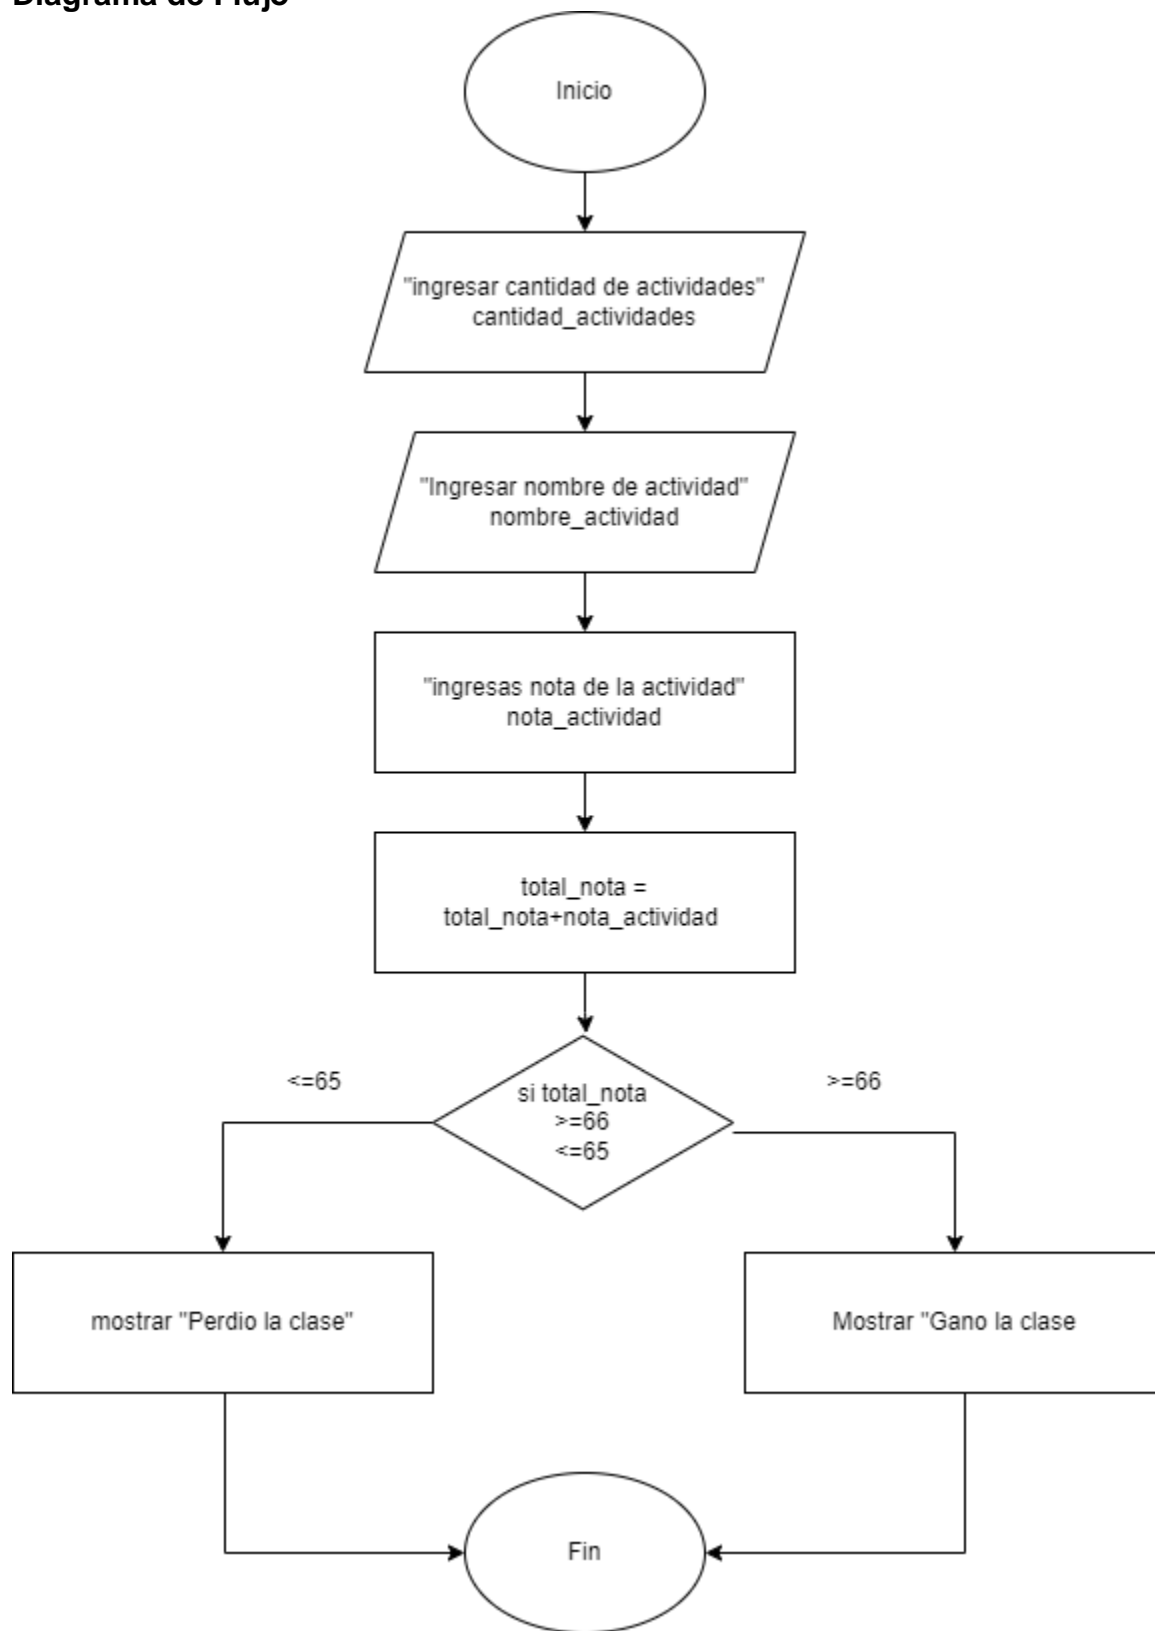 Diagrama de Flujo
Inicio
"ingresar cantidad de actividades"
cantidad_actividades
"Ingresar nombre de actividad"
nombre_actividad
"ingresas nota de la actividad"
nota_actividad
total_nota =
total_nota+nota_actividad
<=65
si total_nota
>=66
<=65
>=66
mostrar "Perdio la clase"
Mostrar "Gano la clase
Fin